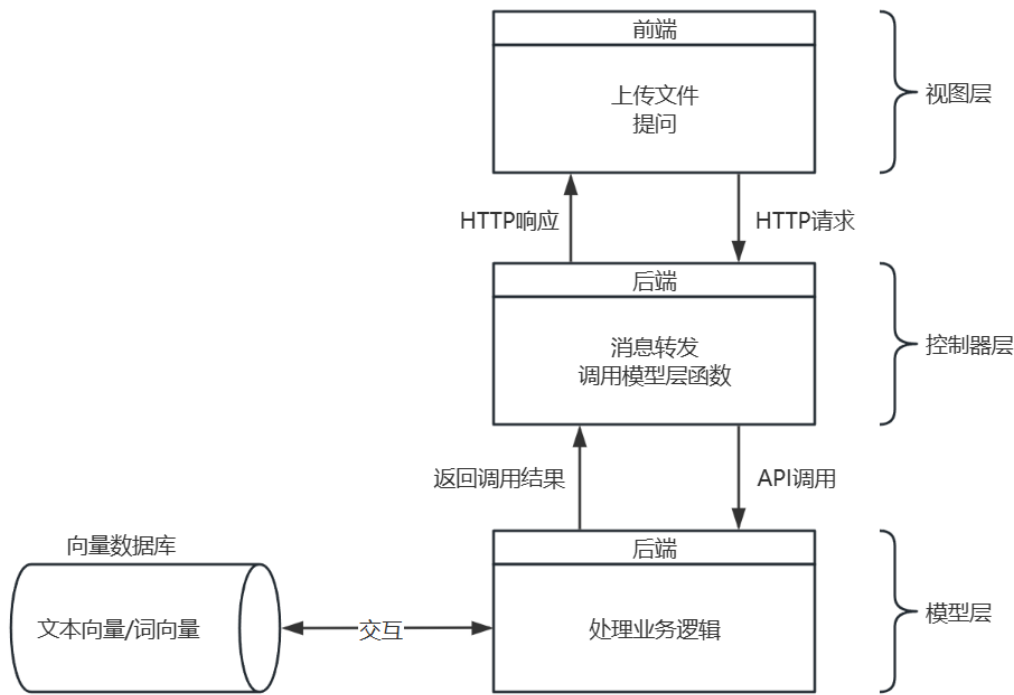 前端
上传文件
提问
视图层
HTTP响应
HTTP请求
后端
消息转发
调用模型层函数
控制器层
返回调用结果
API调用
向量数据库
文本向量/词向量
交互
后端
处理业务逻辑
模型层